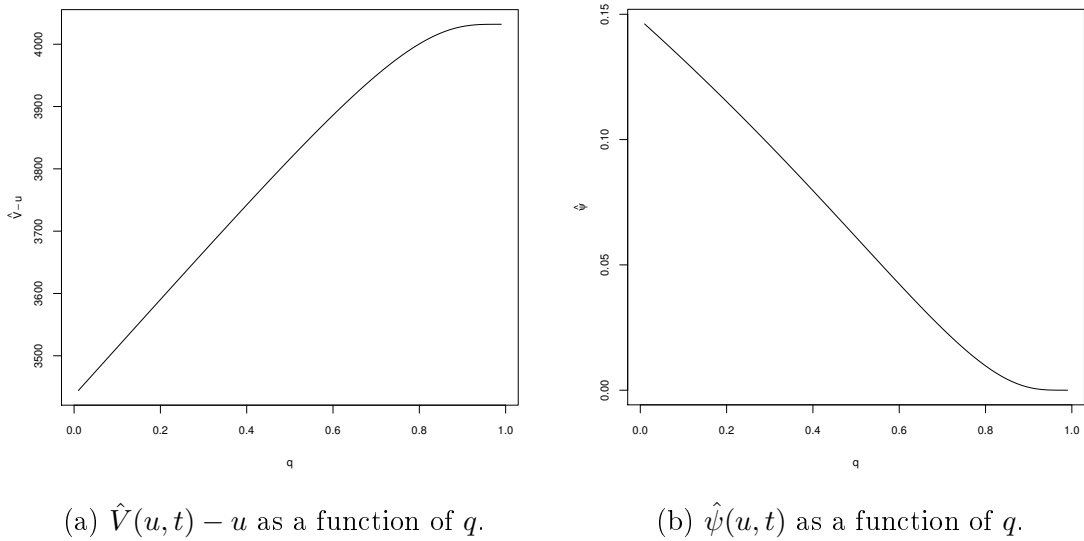 3500 3600 3700 3800 3900 4000
V̂−u
0.0 0.2 0.4 0.6 0.8 1.0
q
(a) V̂(u, t) − u as a function of q.
0.00 0.05 0.10 0.15
ψ̂
0.0 0.2 0.4 0.6 0.8 1.0
q
(b) ψ̂(u, t) as a function of q.